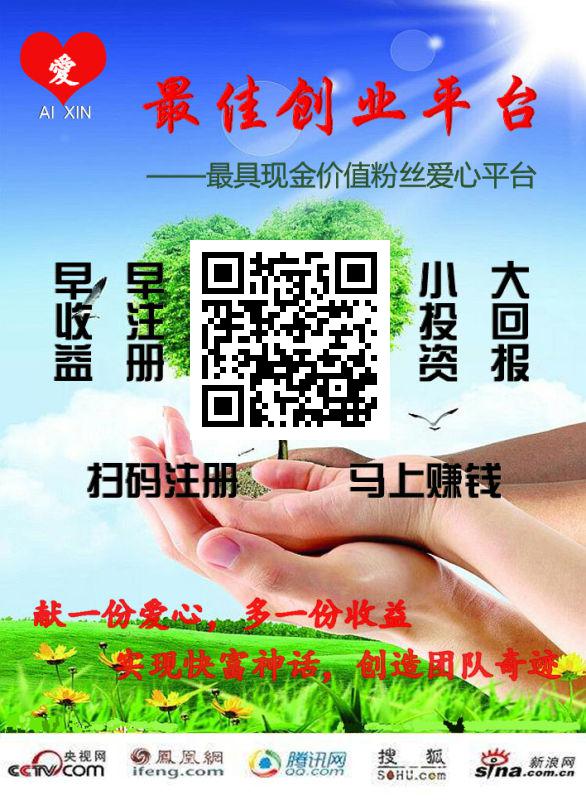 愛
AI XIN
最佳创业平台
——最具现金价值粉丝爱心平台
早收益
早注册
小投资
大回报
扫码注册
马上赚钱
献一份爱心，多一份收益
实现快富神话，创造团队奇迹
央视网
CCTV.com
鳳凰網
ifeng.com
腾讯网
QQ.com
搜狐
SOHU.com
新浪网
sina.com.cn